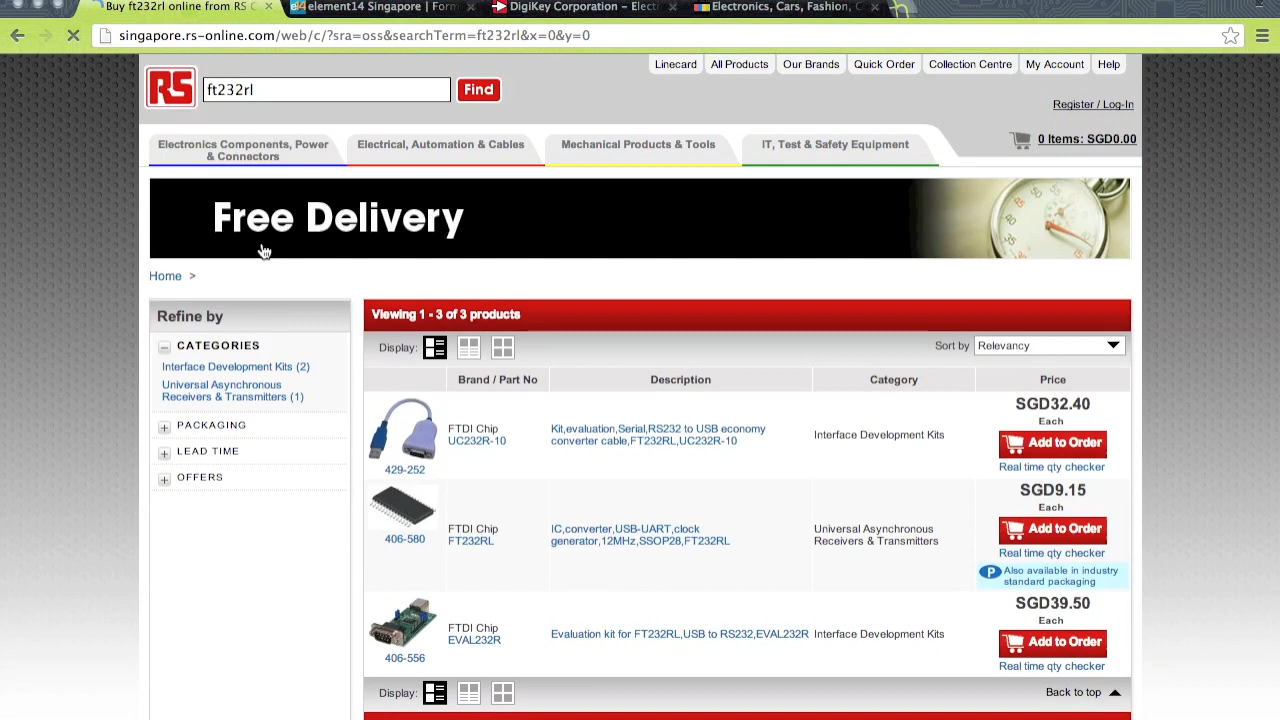 Buy ft232rl online from RS
element14 Singapore | Form
DigiKey Corporation – Electr
Electronics, Cars, Fashion, C
singapore.rs-online.com/web/c/?sra=oss&searchTerm=ft232rl&x=0&y=0
Linecard
All Products
Our Brands
Quick Order
Collection Centre
My Account
Help
RS
ft232rl
Find
Register / Log-In
Electronics Components, Power
& Connectors
Electrical, Automation & Cables
Mechanical Products & Tools
IT, Test & Safety Equipment
0 Items: SGD0.00
Free Delivery
Home >
Refine by
CATEGORIES
Interface Development Kits (2)
Universal Asynchronous
Receivers & Transmitters (1)
PACKAGING
LEAD TIME
OFFERS
Viewing 1 - 3 of 3 products
Display:
Sort by
Relevancy
Brand / Part No
Description
Category
Price
429-252
FTDI Chip
UC232R-10
Kit,evaluation,Serial,RS232 to USB economy
converter cable,FT232RL,UC232R-10
Interface Development Kits
SGD32.40
Each
Add to Order
Real time qty checker
406-580
FTDI Chip
FT232RL
IC,converter,USB-UART,clock
generator,12MHz,SSOP28,FT232RL
Universal Asynchronous
Receivers & Transmitters
SGD9.15
Each
Add to Order
Real time qty checker
P
Also available in industry
standard packaging
406-556
FTDI Chip
EVAL232R
Evaluation kit for FT232RL,USB to RS232,EVAL232R
Interface Development Kits
SGD39.50
Each
Add to Order
Real time qty checker
Display:
Back to top